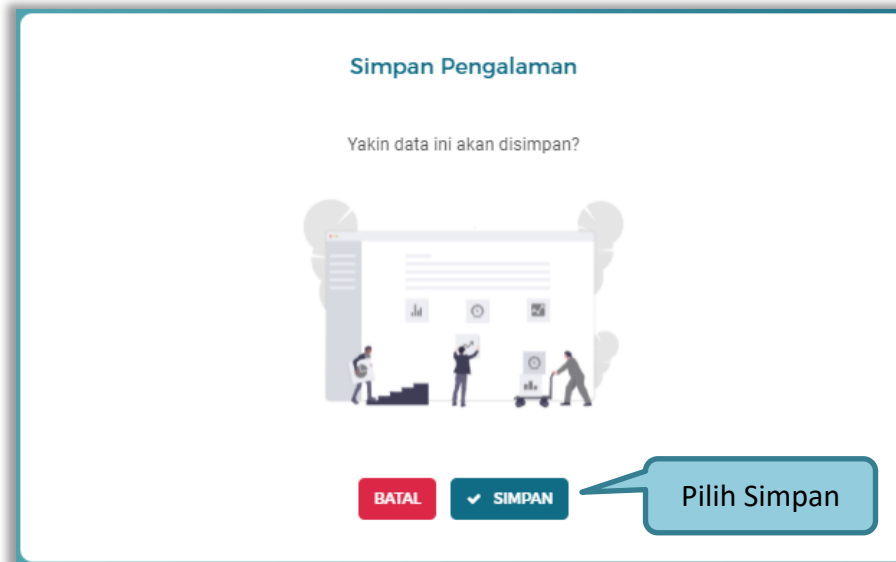 Simpan Pengalaman
Yakin data ini akan disimpan?
BATAL
SIMPAN
Pilih Simpan